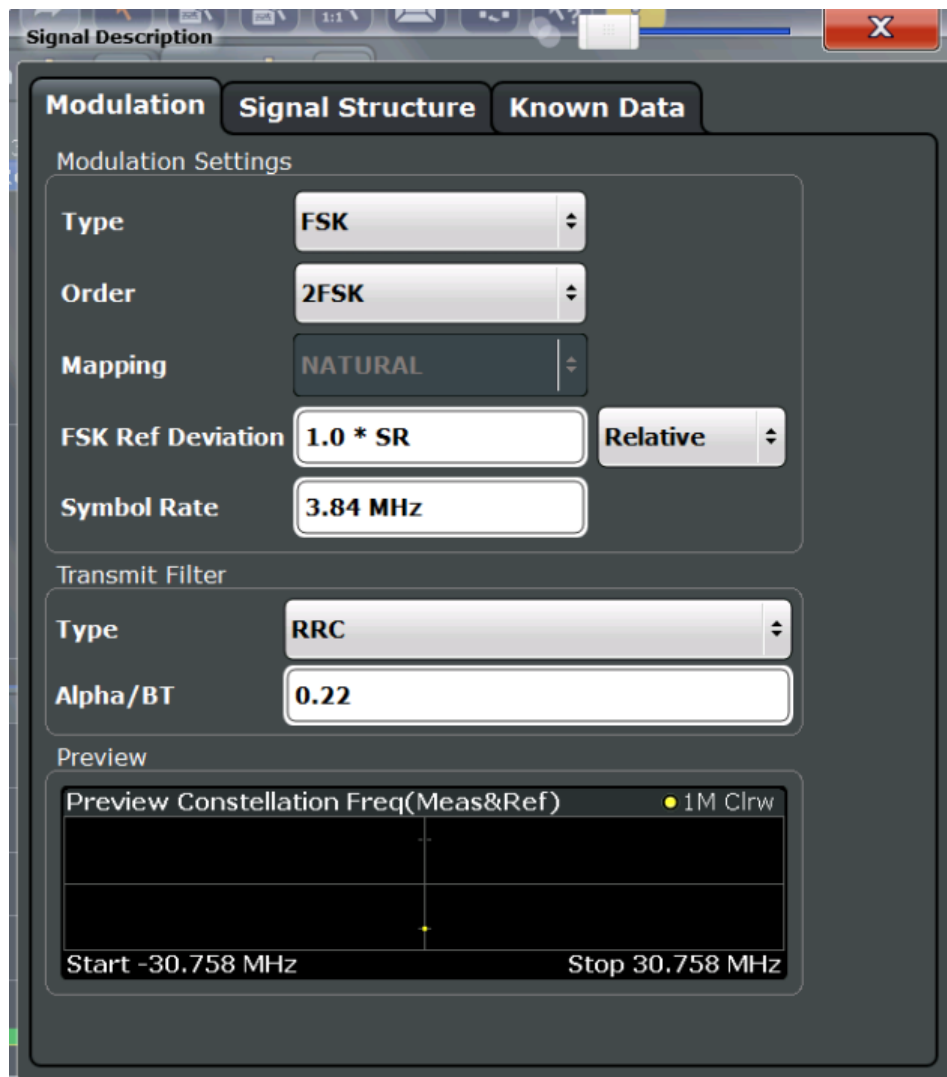 1:1
Signal Description
X
Modulation Signal Structure Known Data
Modulation Settings
Type FSK
Order 2FSK
Mapping NATURAL
FSK Ref Deviation 1.0 * SR Relative
Symbol Rate 3.84 MHz
Transmit Filter
Type RRC
Alpha/BT 0.22
Preview
Preview Constellation Freq(Meas&Ref) 1M Clrw
Start -30.758 MHz Stop 30.758 MHz